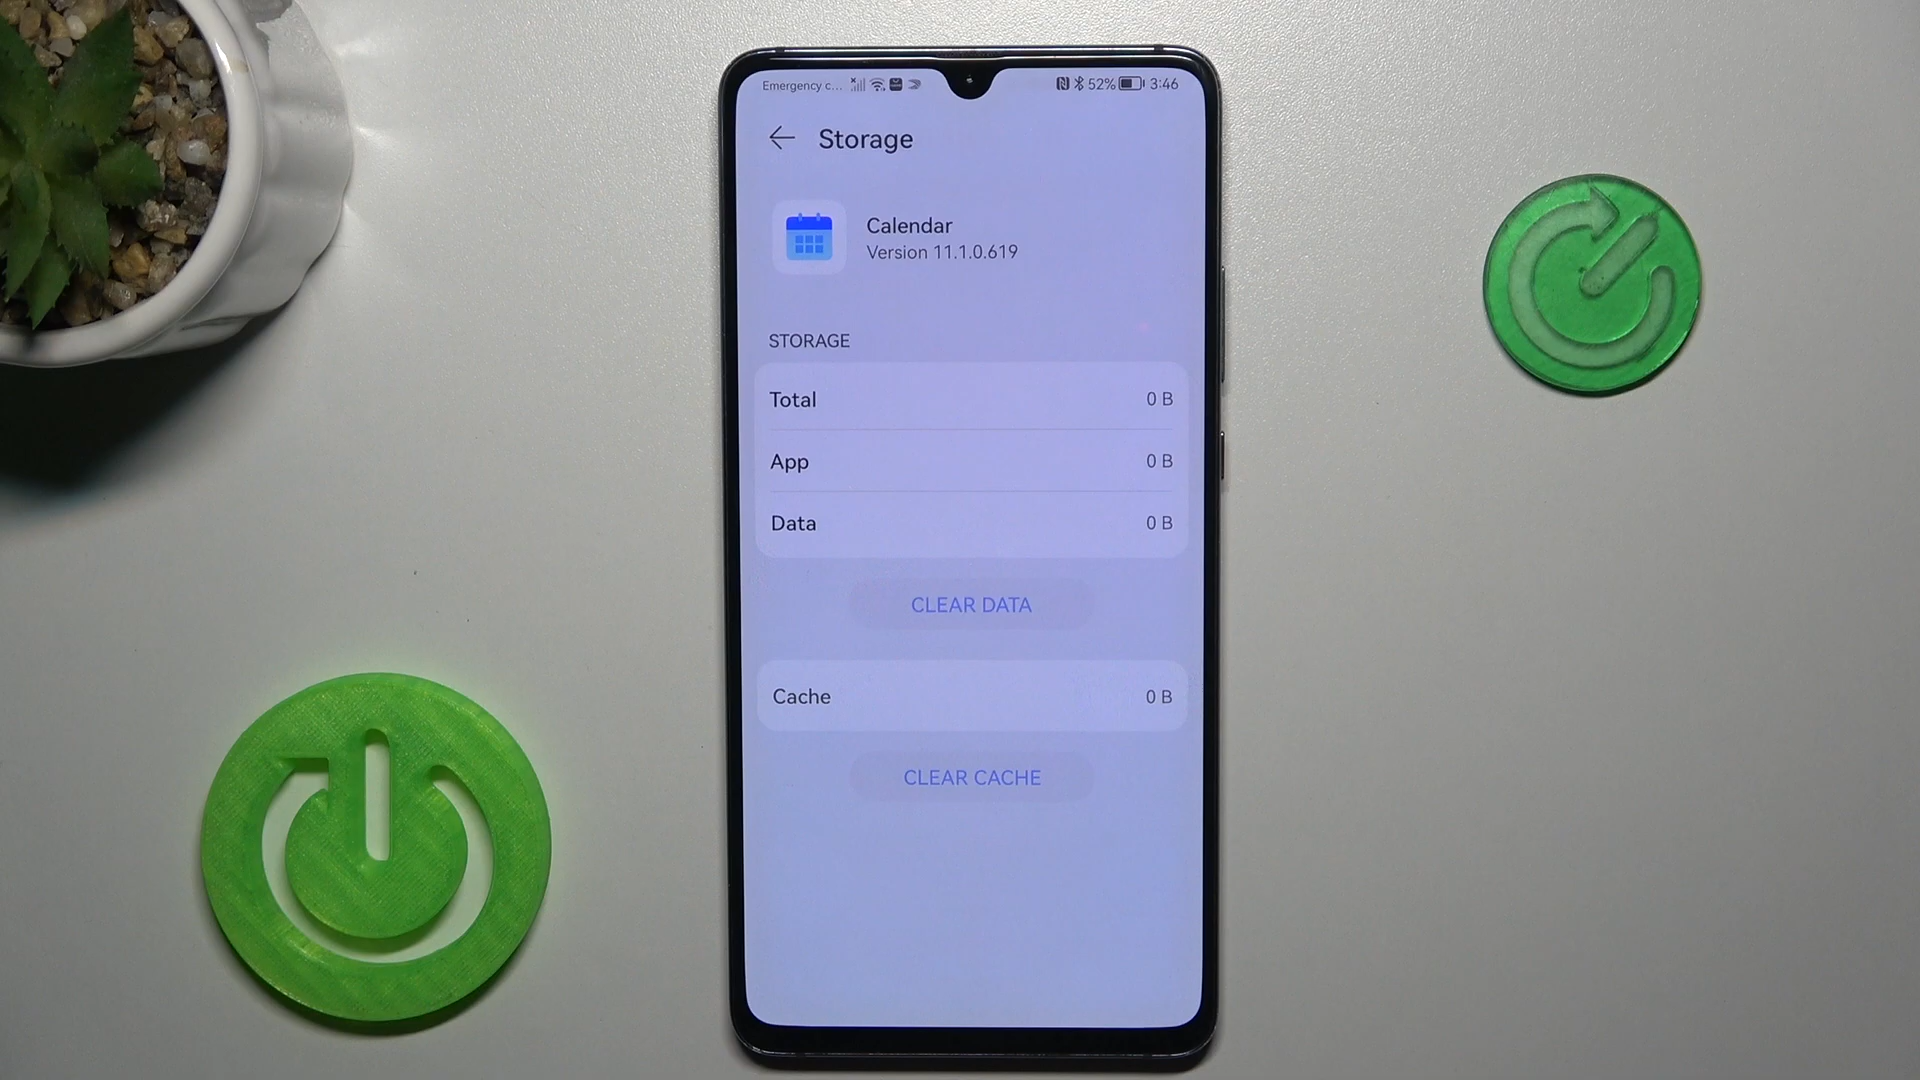 Emergency c... 52% 3:46
Storage
Calendar
Version 11.1.0.619
STORAGE
Total 0 B
App 0 B
Data 0 B
CLEAR DATA
Cache 0 B
CLEAR CACHE